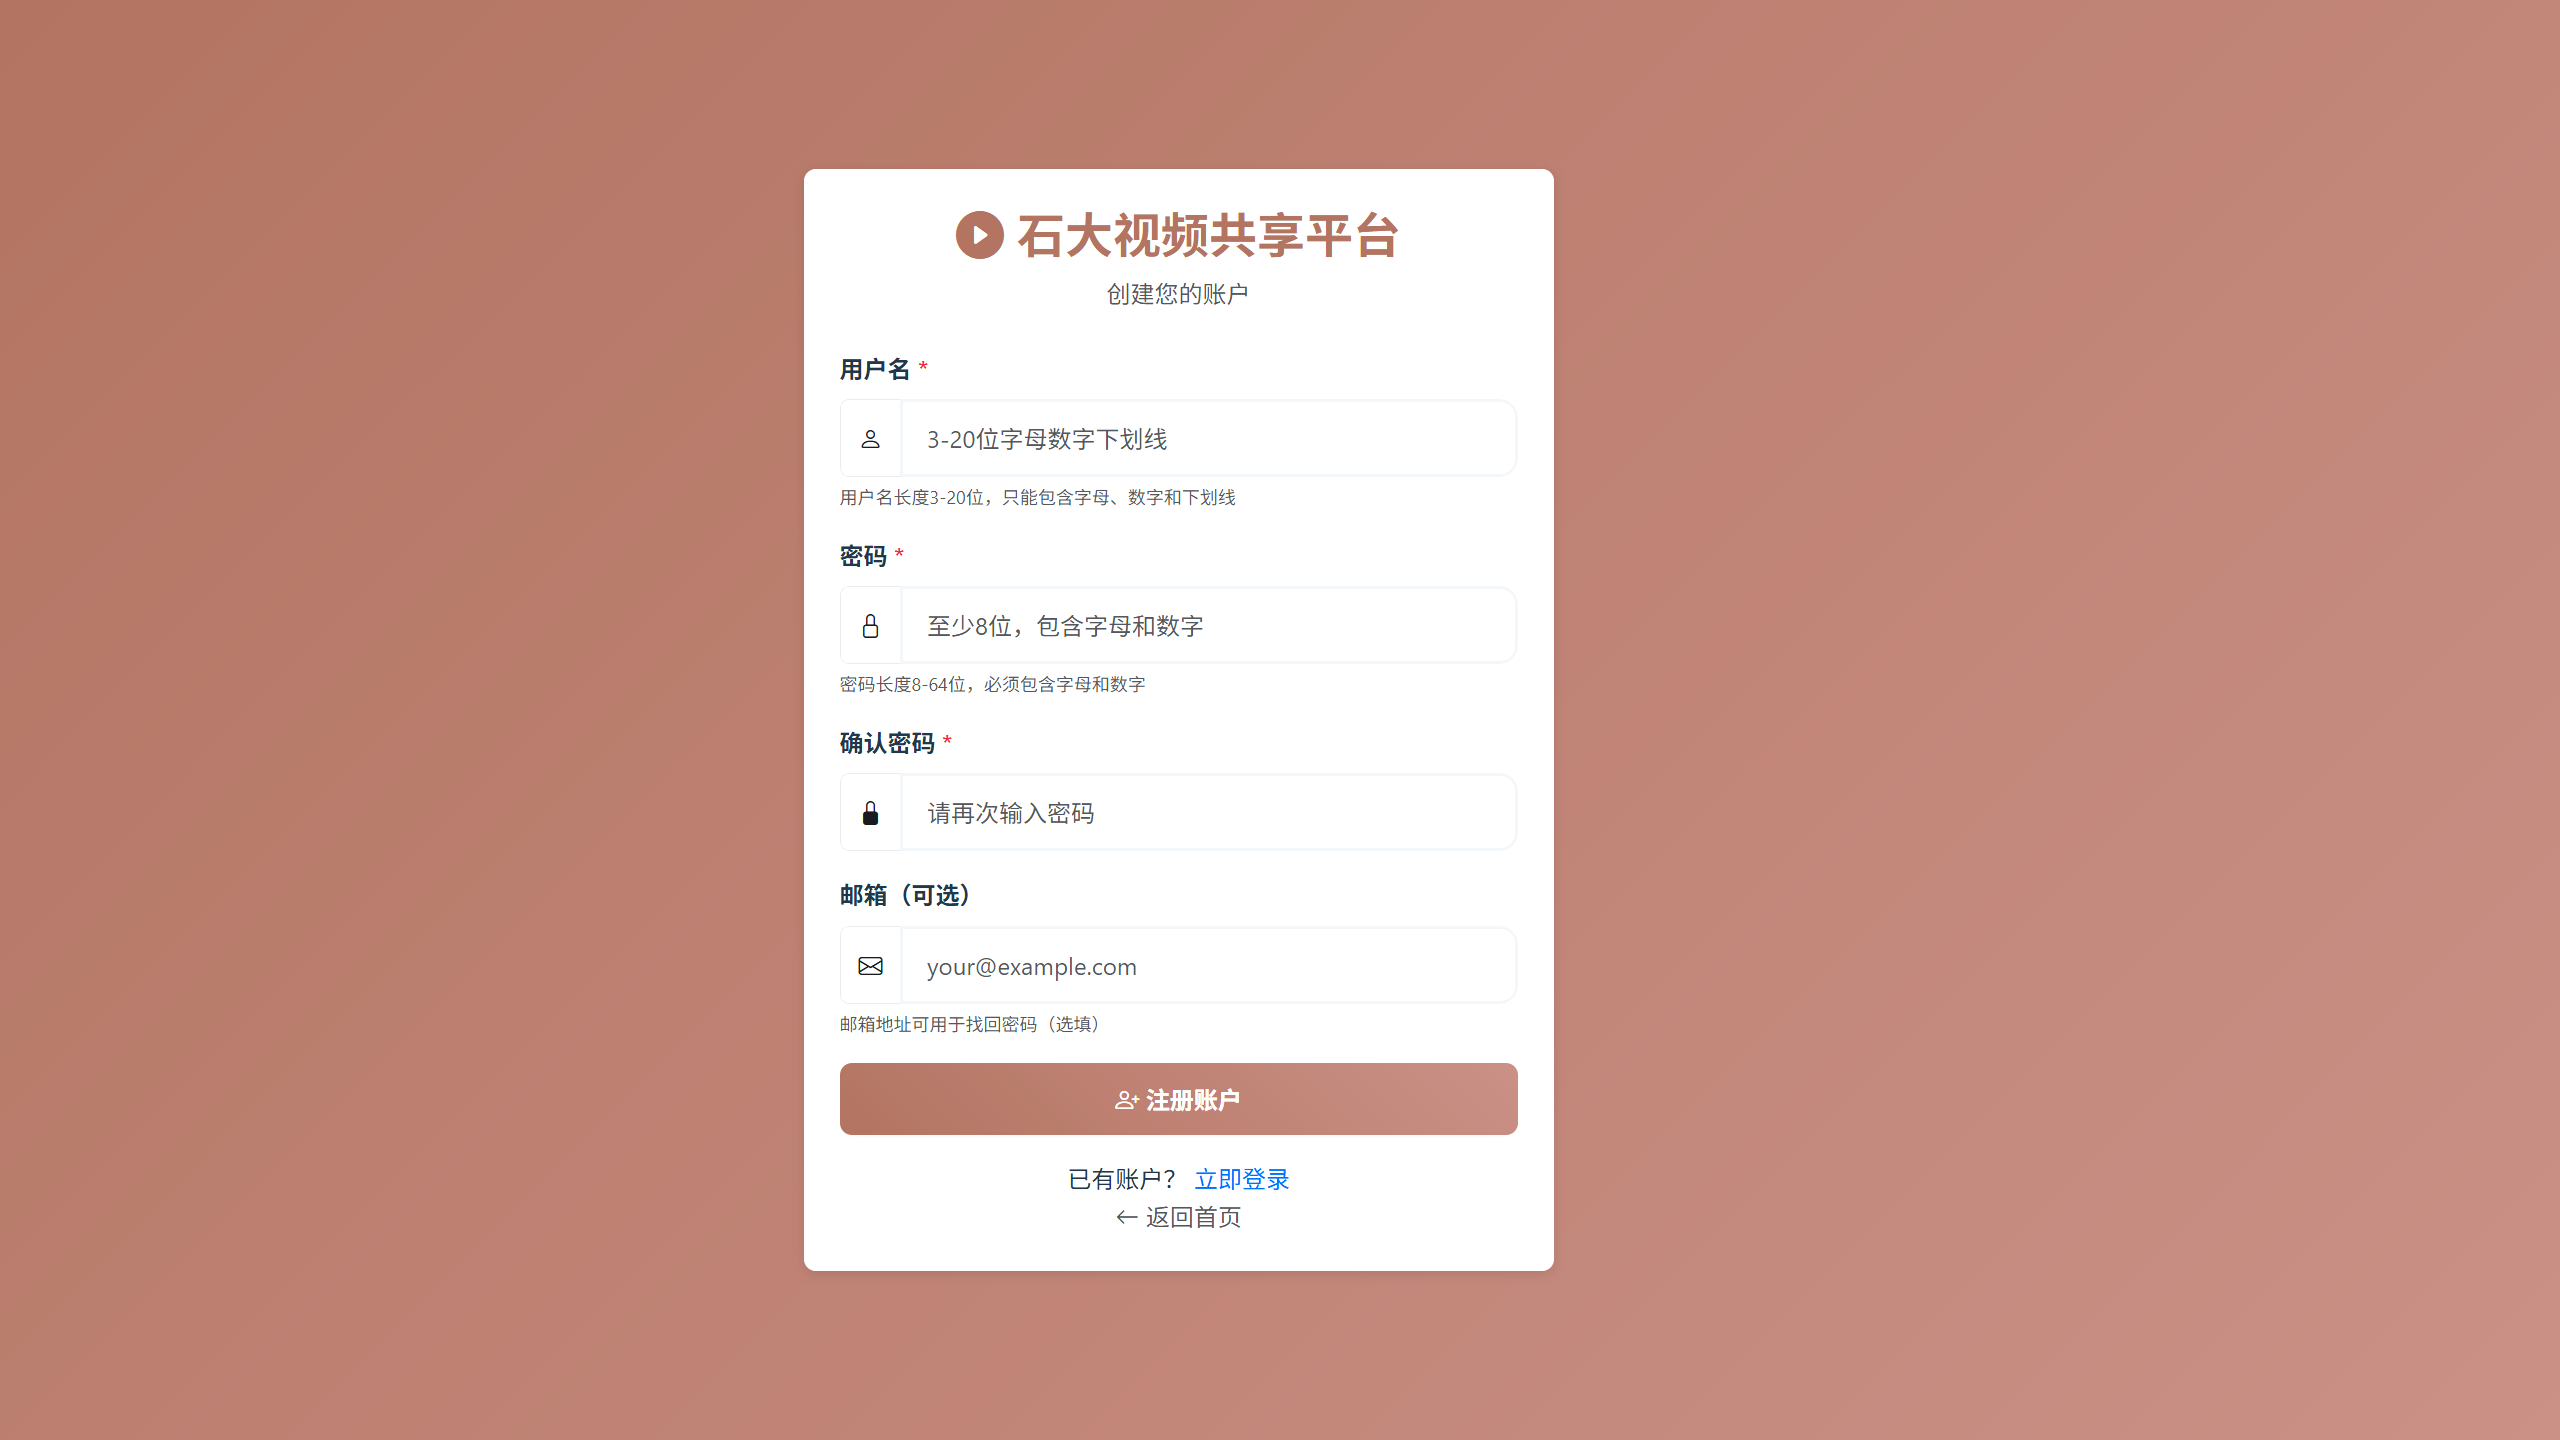 石大视频共享平台
创建您的账户
用户名 *
3-20位字母数字下划线
用户名长度3-20位，只能包含字母、数字和下划线
密码 *
至少8位，包含字母和数字
密码长度8-64位，必须包含字母和数字
确认密码 *
请再次输入密码
邮箱（可选）
your@example.com
邮箱地址可用于找回密码（选填）
注册账户
已有账户？ 立即登录
← 返回首页